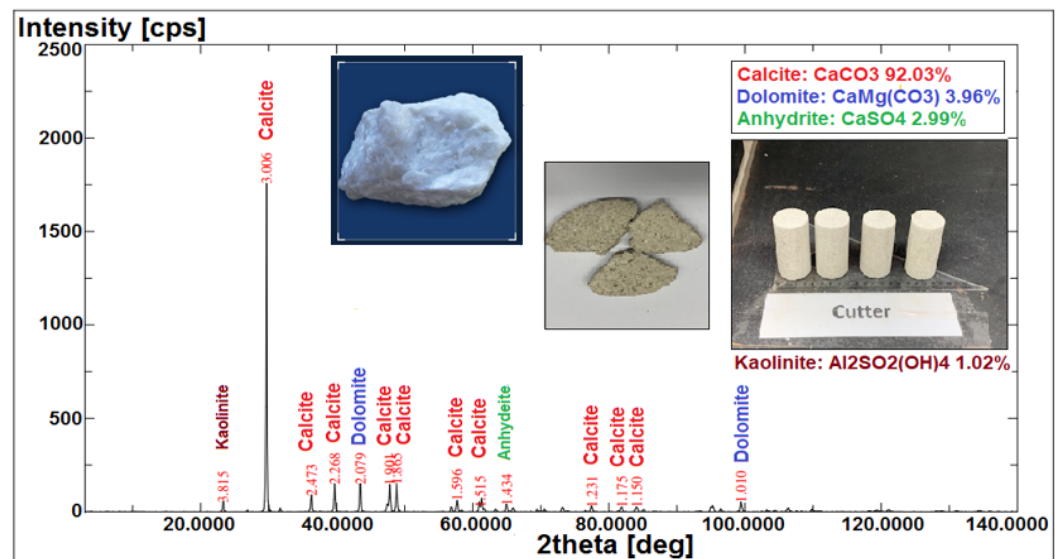 Intensity [cps]
2500
2000
1500
1000
500
0
Calcite: CaCO3 92.03%
Dolomite: CaMg(CO3) 3.96%
Anhydrite: CaSO4 2.99%
Cutter
Kaolinite: Al2SO2(OH)4 1.02%
Kaolinite
3.815
Calcite
3.006
Calcite
2.473
Calcite
2.268
Dolomite
2.079
Calcite
1.901
Calcite
1.865
Calcite
1.596
Calcite
1.515
Anhydeite
1.434
Calcite
1.231
Calcite
1.175
Calcite
1.150
Dolomite
1.010
20.0000
40.0000
60.0000
80.0000
100.0000
120.0000
140.0000
2theta [deg]